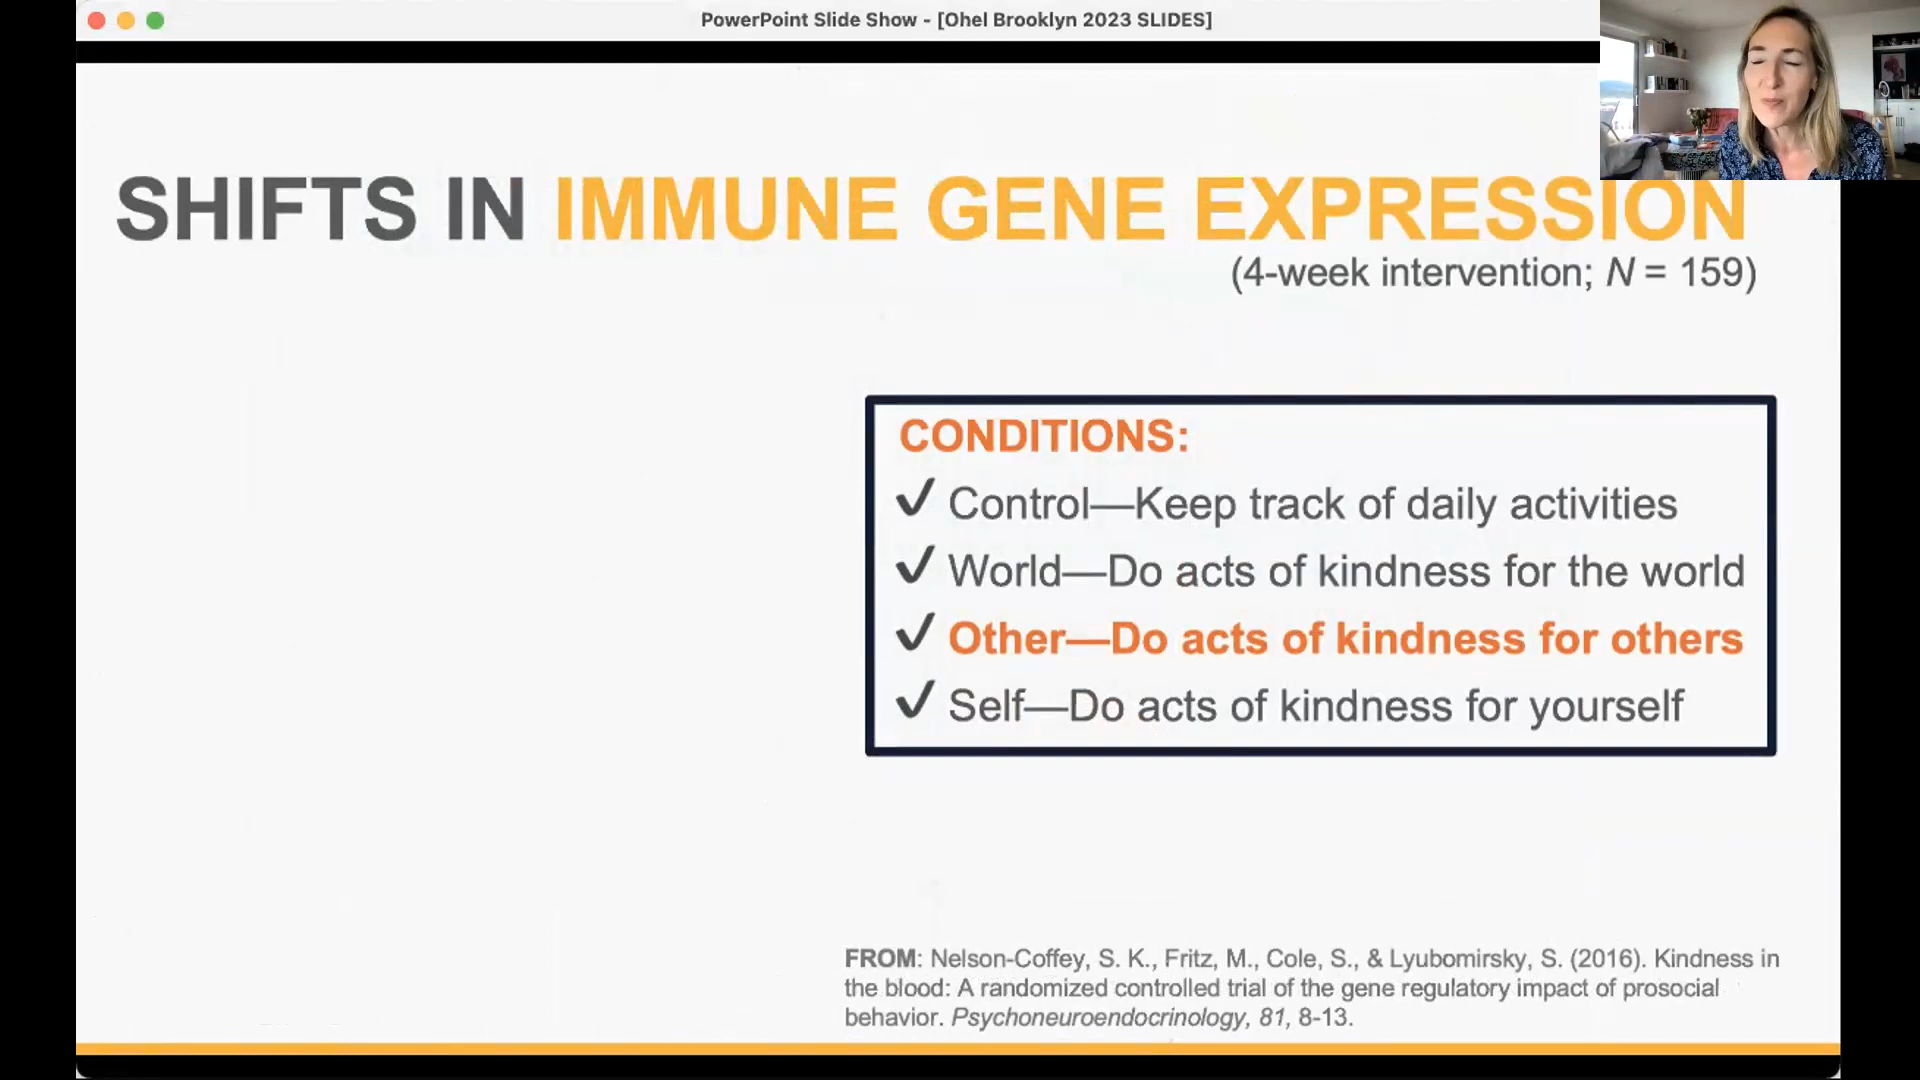 PowerPoint Slide Show - [Ohel Brooklyn 2023 SLIDES]
SHIFTS IN IMMUNE GENE EXPRESSION
(4-week intervention; N = 159)
CONDITIONS:
✓ Control—Keep track of daily activities
✓ World—Do acts of kindness for the world
✓ Other—Do acts of kindness for others
✓ Self—Do acts of kindness for yourself
FROM: Nelson-Coffey, S. K., Fritz, M., Cole, S., & Lyubomirsky, S. (2016). Kindness in
the blood: A randomized controlled trial of the gene regulatory impact of prosocial
behavior. Psychoneuroendocrinology, 81, 8-13.